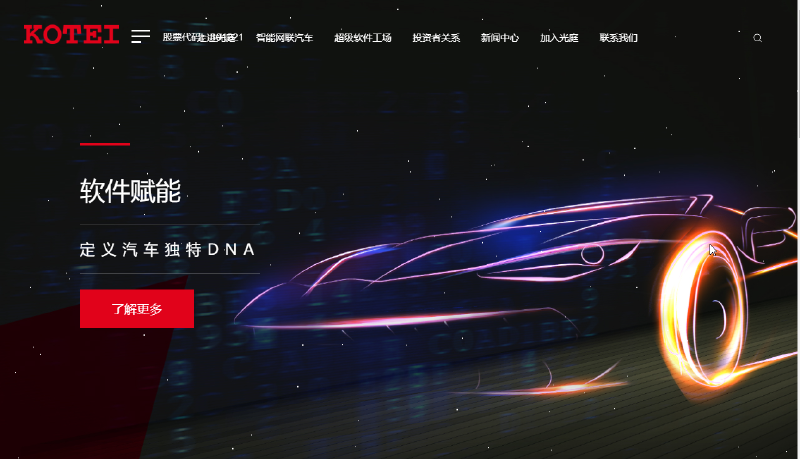 KOTEI
股票代码:301221
走进光庭
智能网联汽车
超级软件工场
投资者关系
新闻中心
加入光庭
联系我们
软件赋能
定义汽车独特DNA
了解更多